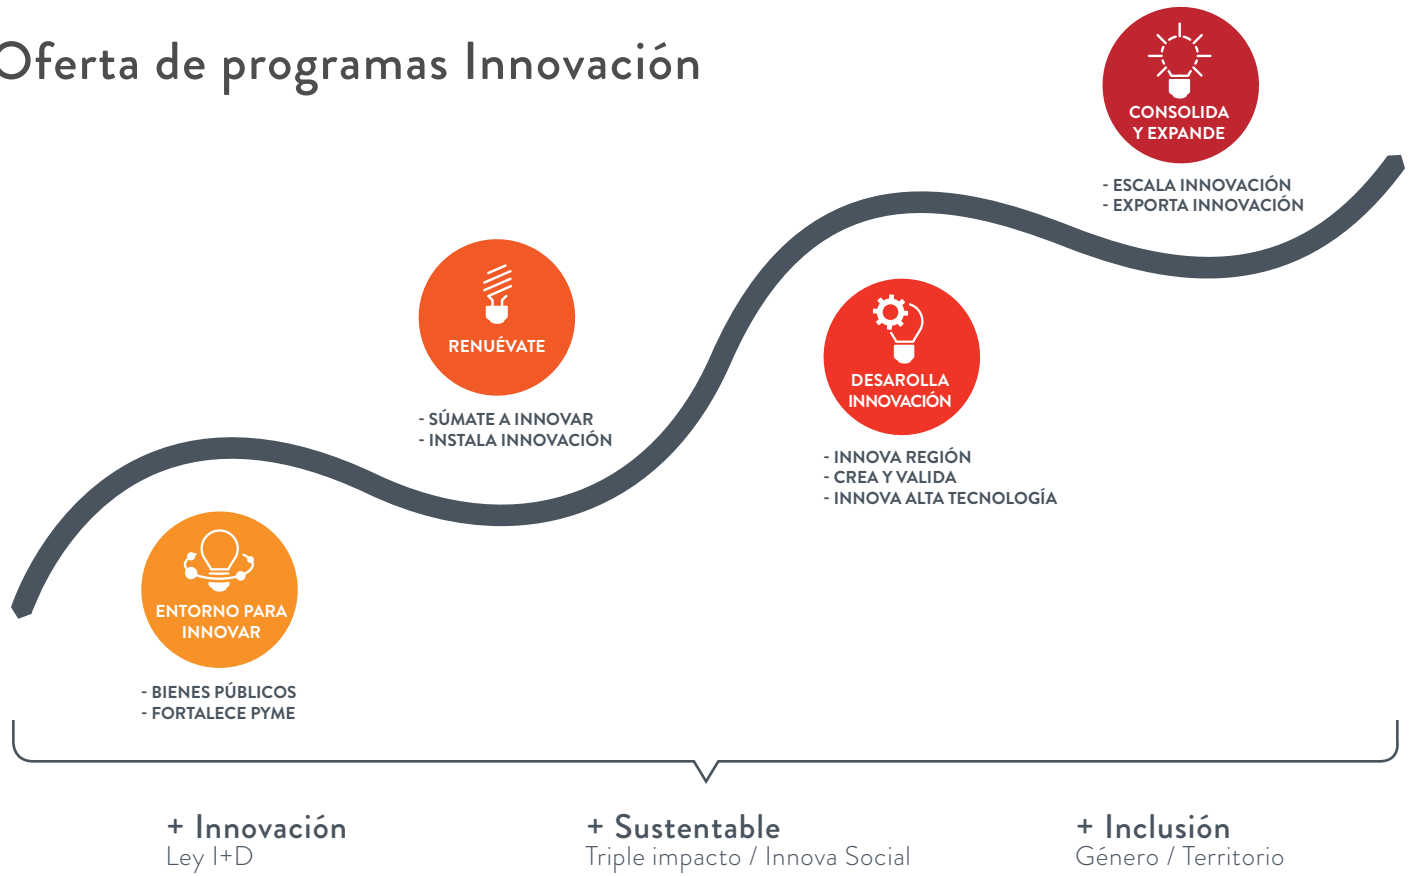 Oferta de programas Innovación
CONSOLIDA
Y EXPANDE
- ESCALA INNOVACIÓN
- EXPORTA INNOVACIÓN
RENUÉVATE
- SÚMATE A INNOVAR
- INSTALA INNOVACIÓN
DESAROLLA
INNOVACIÓN
- INNOVA REGIÓN
- CREA Y VALIDA
- INNOVA ALTA TECNOLOGÍA
ENTORNO PARA
INNOVAR
- BIENES PÚBLICOS
- FORTALECE PYME
+ Innovación
Ley I+D
+ Sustentable
Triple impacto / Innova Social
+ Inclusión
Género / Territorio